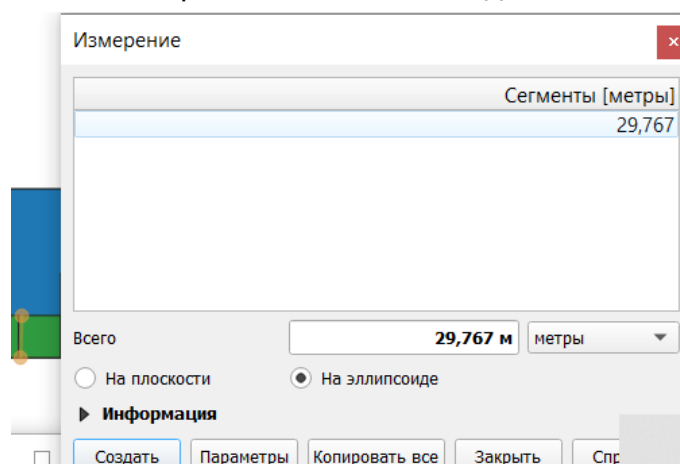 Измерение
Сегменты [метры]
29,767
Всего 29,767 м метры
На плоскости На эллипсоиде
Информация
Создать Параметры Копировать все Закрыть